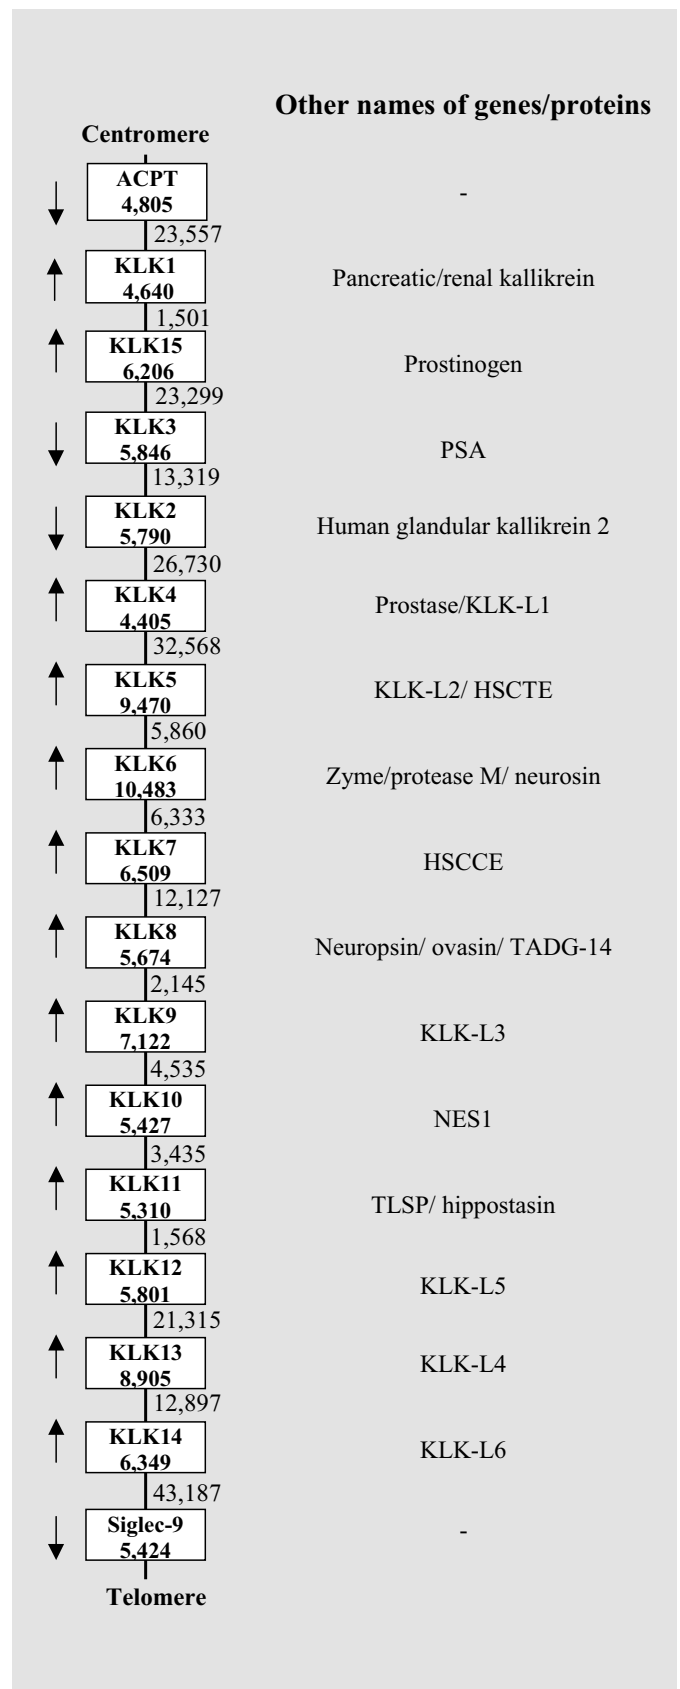 Other names of genes/proteins
Centromere
ACPT
4,805
-
23,557
KLK1
4,640
Pancreatic/renal kallikrein
1,501
KLK15
6,206
Prostinogen
23,299
KLK3
5,846
PSA
13,319
KLK2
5,790
Human glandular kallikrein 2
26,730
KLK4
4,405
Prostase/KLK-L1
32,568
KLK5
9,470
KLK-L2/ HSCTE
5,860
KLK6
10,483
Zyme/protease M/ neurosin
6,333
KLK7
6,509
HSCCE
12,127
KLK8
5,674
Neuropsin/ ovasin/ TADG-14
2,145
KLK9
7,122
KLK-L3
4,535
KLK10
5,427
NES1
3,435
KLK11
5,310
TLSP/ hippostasin
1,568
KLK12
5,801
KLK-L5
21,315
KLK13
8,905
KLK-L4
12,897
KLK14
6,349
KLK-L6
43,187
Siglec-9
5,424
-
Telomere